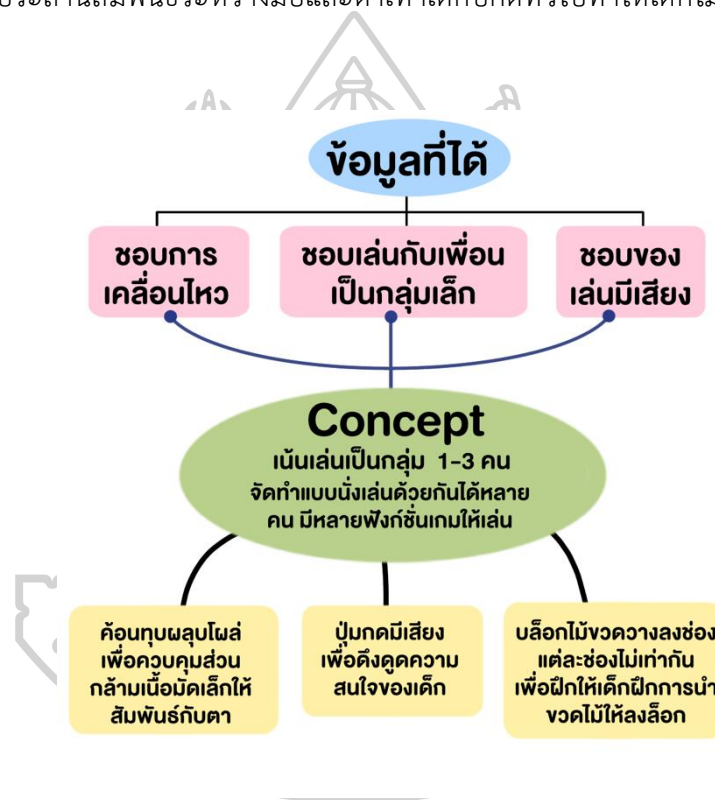 ข้อมูลที่ได้
ชอบการ
เคลื่อนไหว
ชอบเล่นกับเพื่อน
เป็นกลุ่มเล็ก
ชอบของ
เล่นมีเสียง
Concept
เน้นเล่นเป็นกลุ่ม 1-3 คน
จัดทำแบบนั่งเล่นด้วยกันได้หลาย
คน มีหลายฟังก์ชั่นเกมให้เล่น
ค้อนทุบผลุบโผล่
เพื่อควบคุมส่วน
กล้ามเนื้อมัดเล็กให้
สัมพันธ์กับตา
ปุ่มกดมีเสียง
เพื่อดึงดูดความ
สนใจของเด็ก
บล็อกไม้ขวดวางลงช่อง
แต่ละช่องไม่เท่ากัน
เพื่อฝึกให้เด็กฝึกการนำ
ขวดไม้ให้ลงล็อก